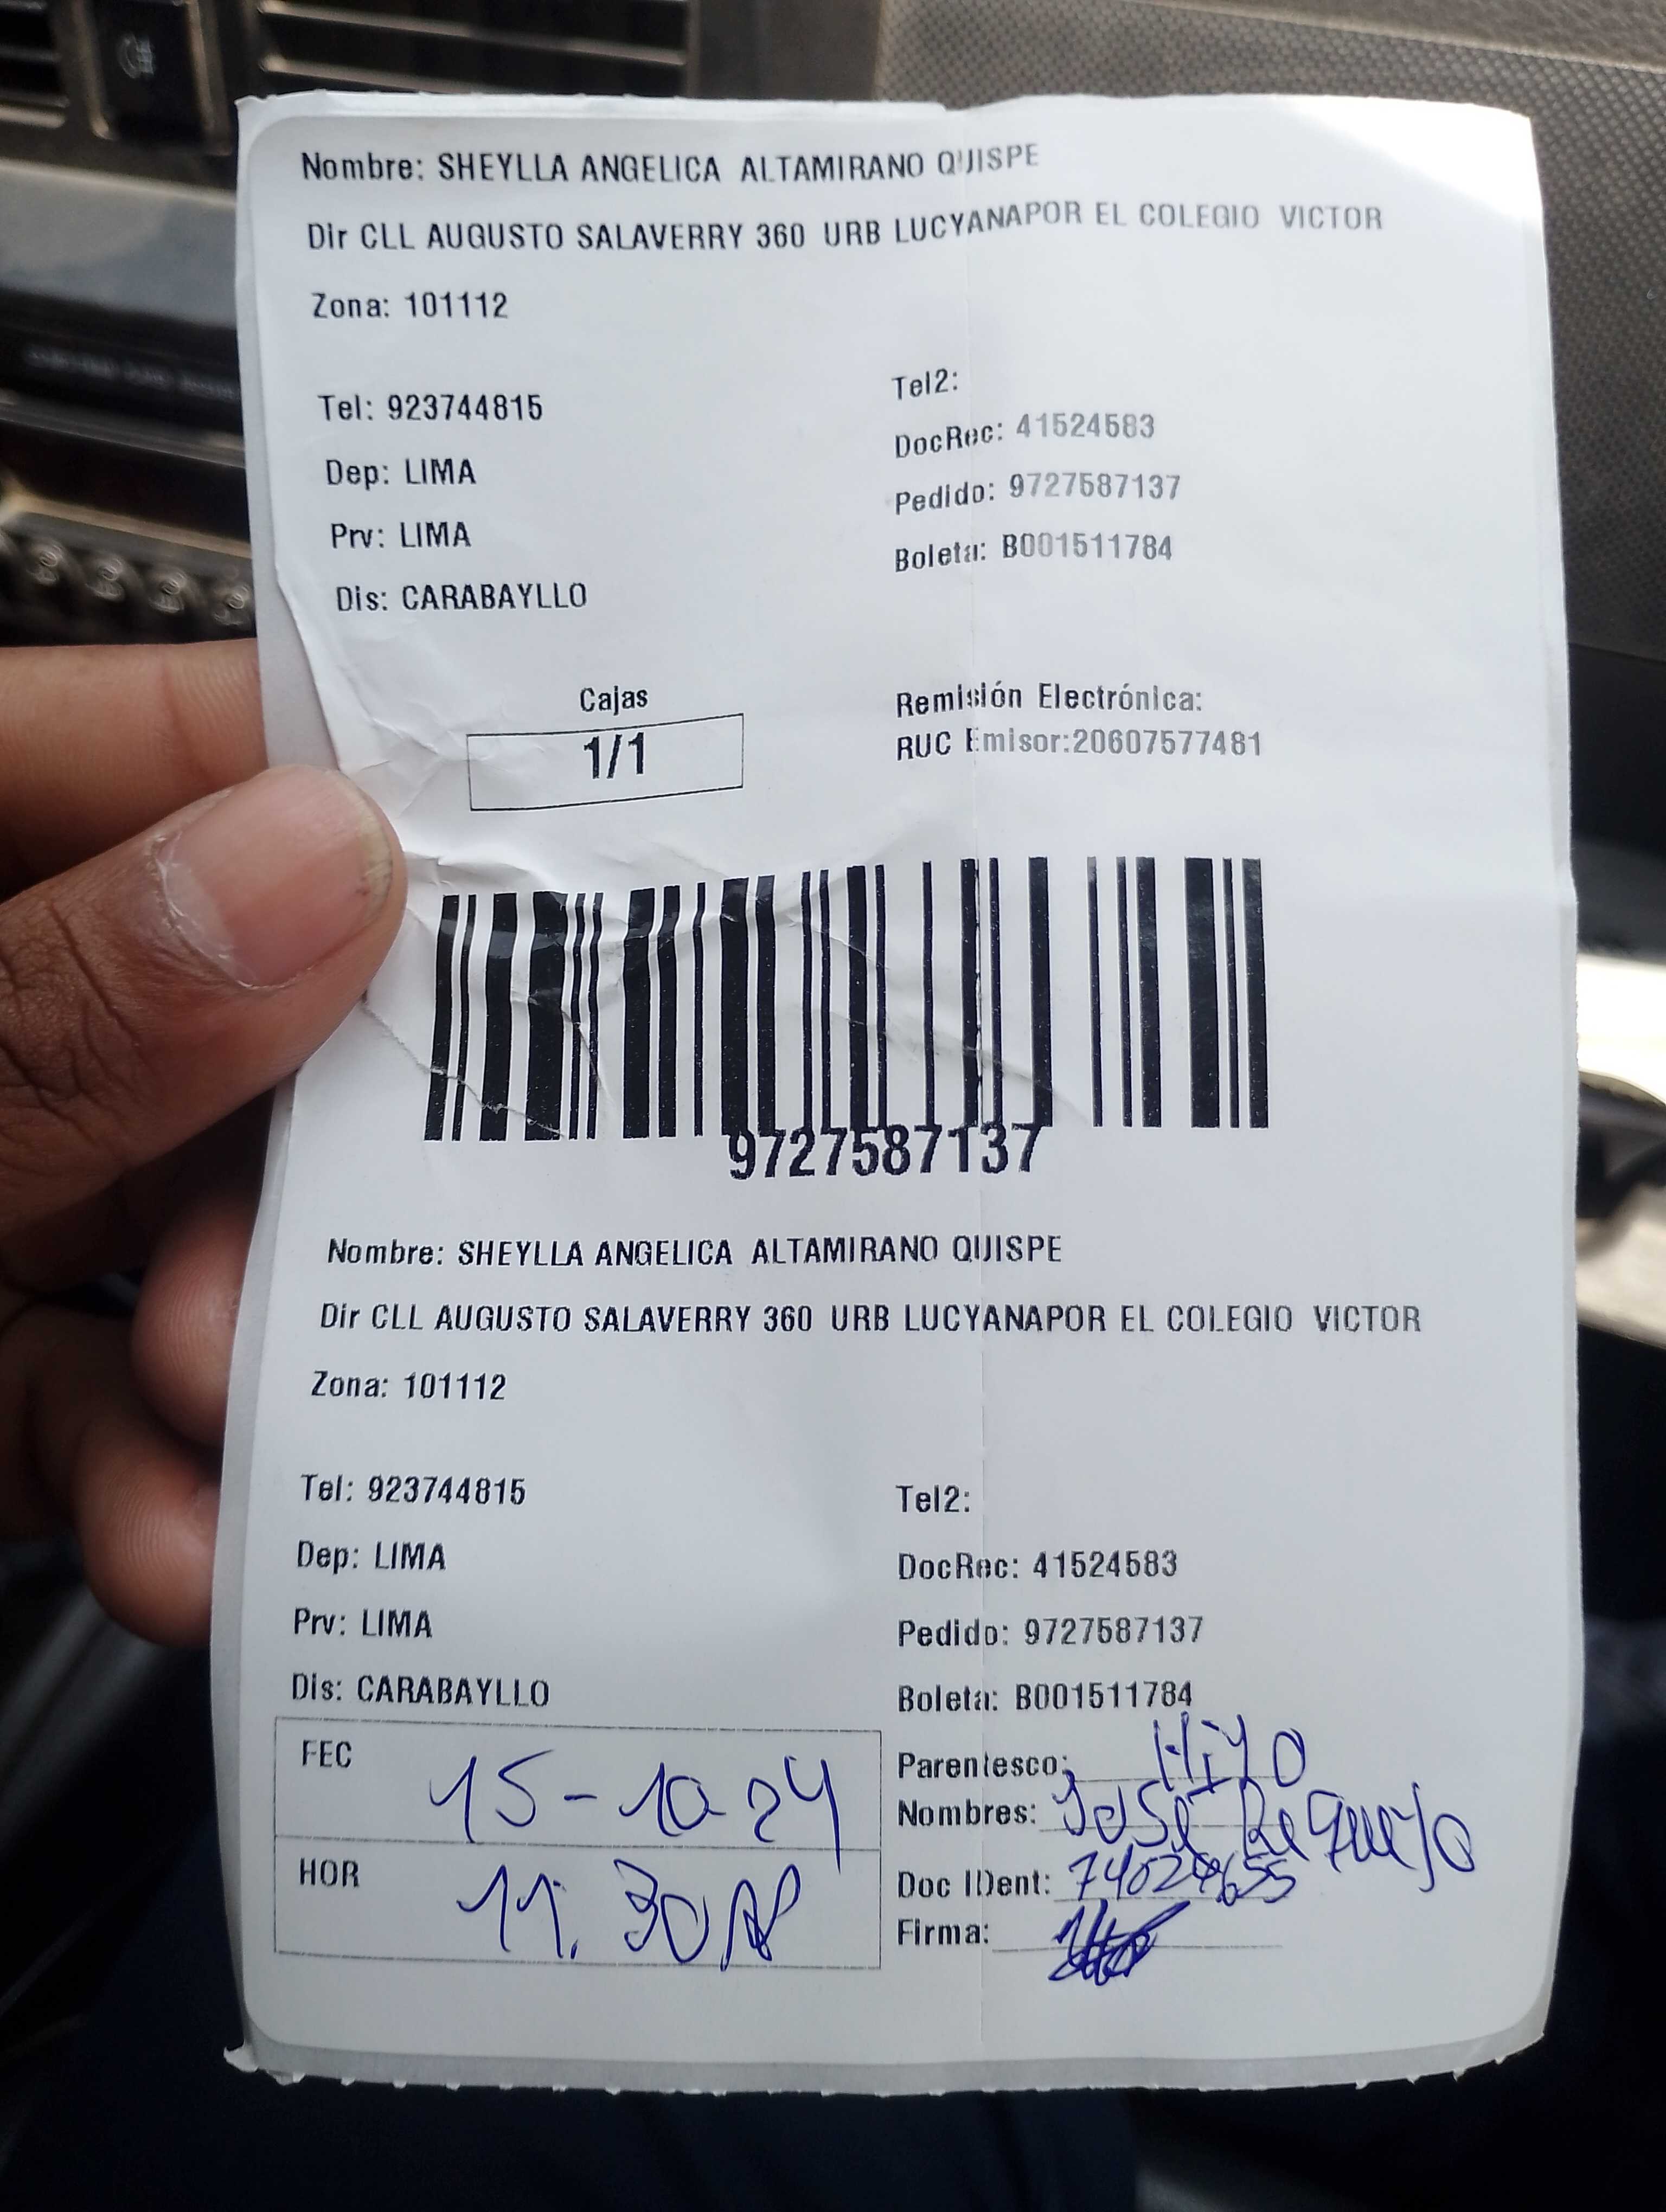 Nombre: SHEYLLA ANGELICA ALTAMIRANO QUISPE
Dir CLL AUGUSTO SALAVERRY 360 URB LUCYANAPOR EL COLEGIO VICTOR
Zona: 101112
Tel: 923744815
Tel2:
Dep: LIMA
DocRec: 41524583
Prv: LIMA
Pedido: 9727587137
Dis: CARABAYLLO
Boleta: B001511784
Cajas
1/1
Remisión Electrónica:
RUC Emisor:20607577481
9727587137
Nombre: SHEYLLA ANGELICA ALTAMIRANO QUISPE
Dir CLL AUGUSTO SALAVERRY 360 URB LUCYANAPOR EL COLEGIO VICTOR
Zona: 101112
Tel: 923744815
Tel2:
Dep: LIMA
DocRec: 41524583
Prv: LIMA
Pedido: 9727587137
Dis: CARABAYLLO
Boleta: B001511784
FEC 15-10-24
HOR 11:30
Parentesco: Hijo
Nombres: José Requejo
Doc IDent:
Firma: